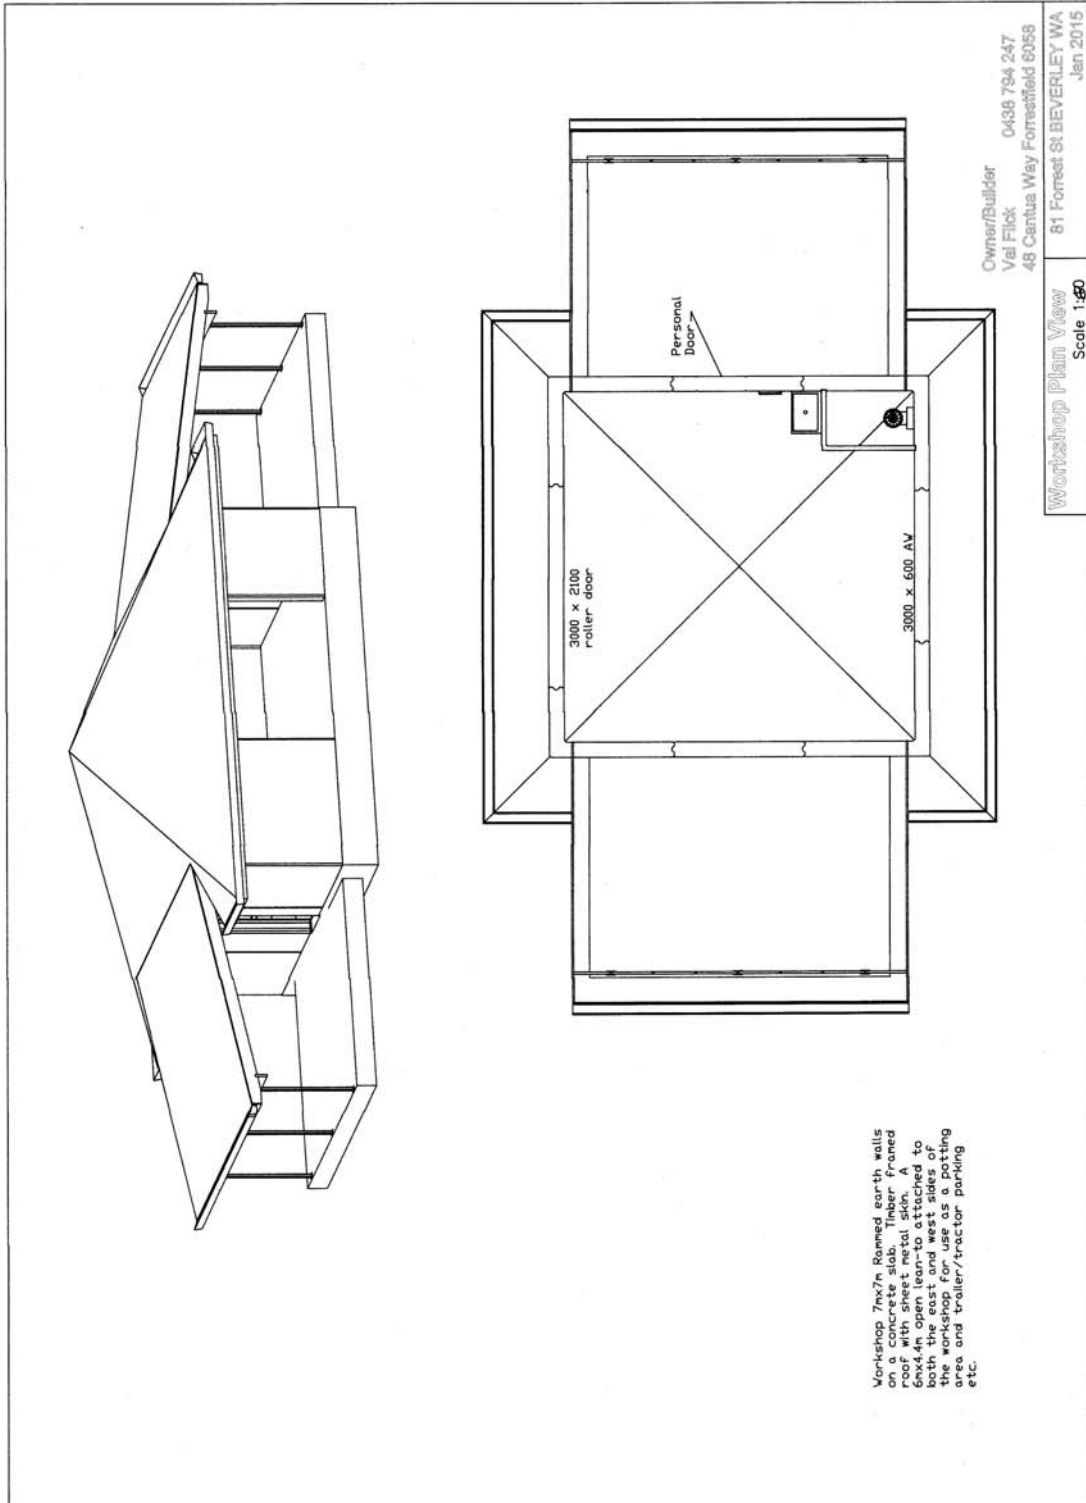 3000 x 2100
roller door
Personal
Door
3000 x 600 AW
Workshop 7mx7m Rammed earth walls
on a concrete slab. Timber framed
roof with sheet metal skin. A
6mx4.4m open lean-to attached to
both the east and west sides of
the workshop for use as a potting
area and trailer/tractor parking
etc.
Owner/Builder
Val Flick 0438 794 247
48 Cantua Way Forrestfield 6058
Workshop Plan View
Scale
81 Forrest St BEVERLEY WA
Jan 2015